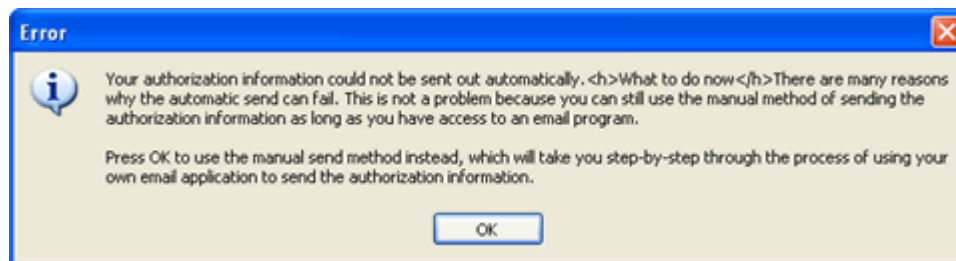 Error
Your authorization information could not be sent out automatically. <h>What to do now</h>There are many reasons
why the automatic send can fail. This is not a problem because you can still use the manual method of sending the
authorization information as long as you have access to an email program.
Press OK to use the manual send method instead, which will take you step-by-step through the process of using your
own email application to send the authorization information.
OK